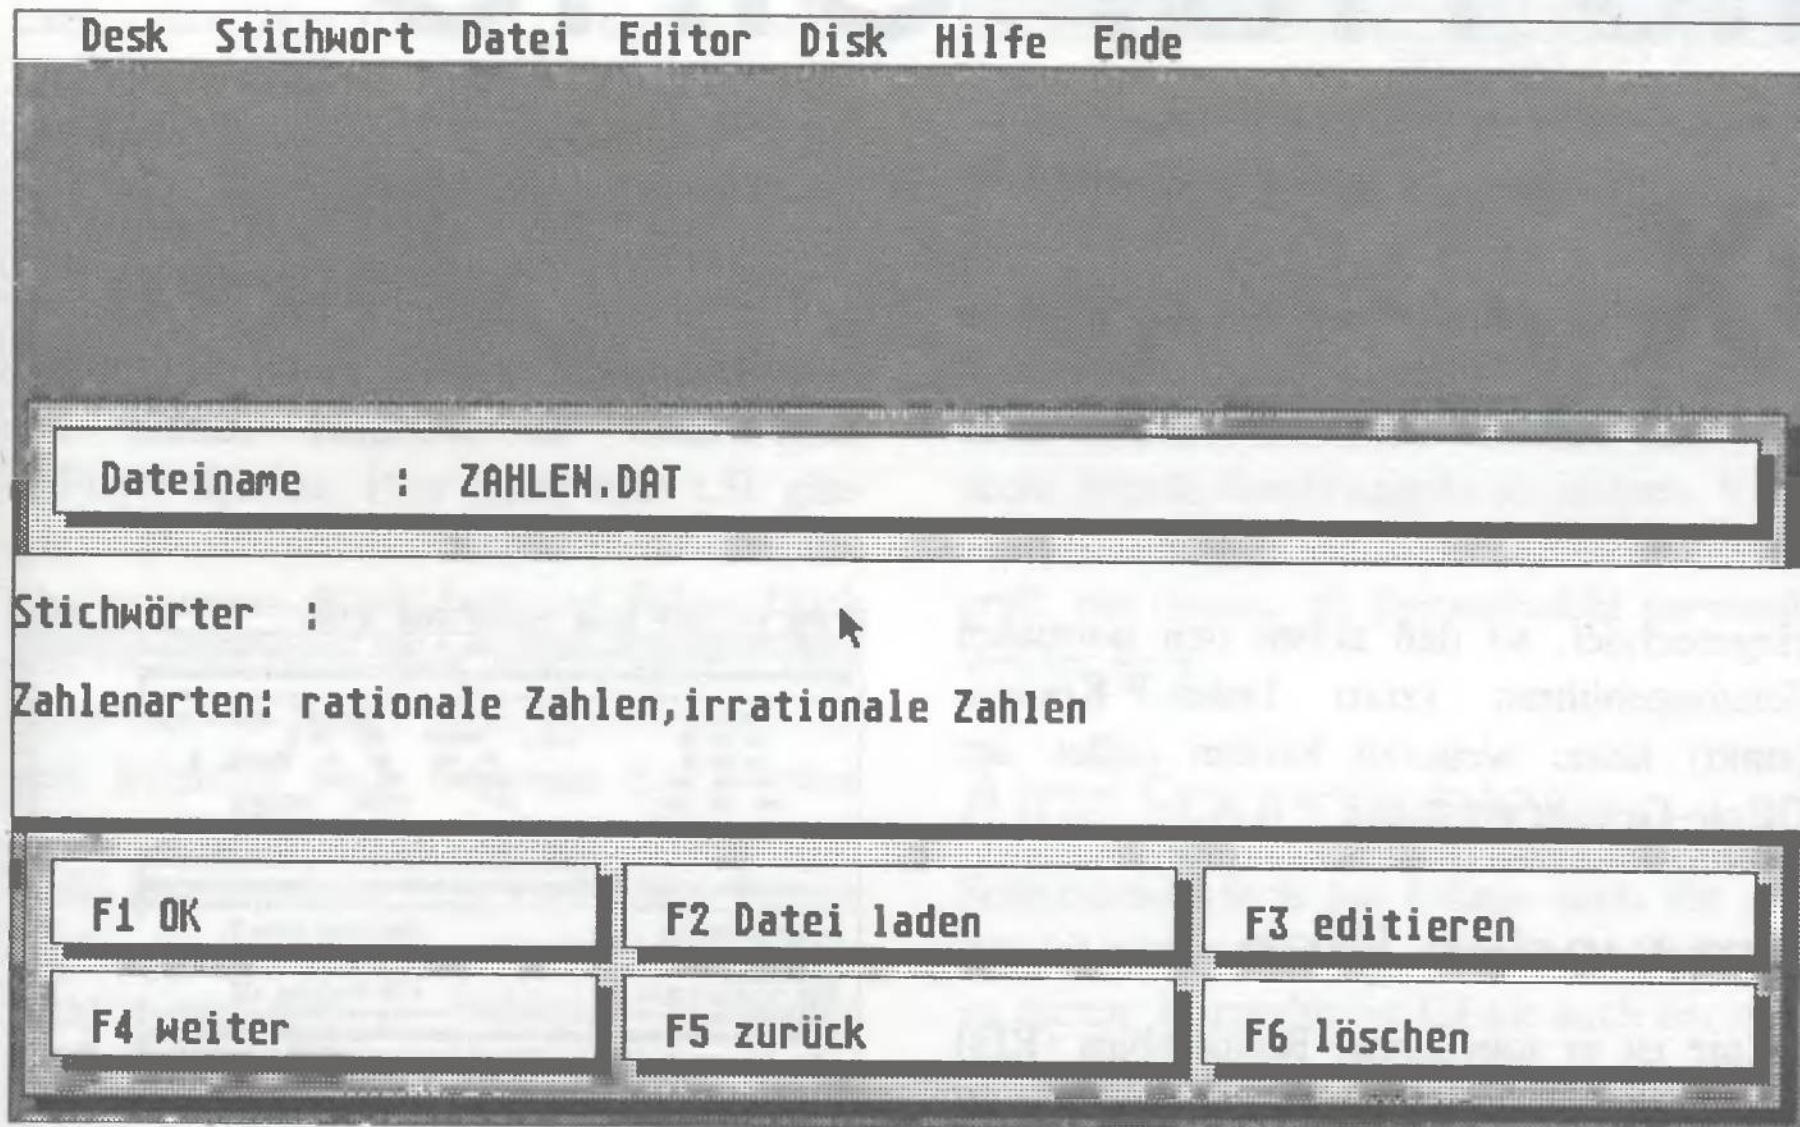 Desk Stichwort Datei Editor Disk Hilfe Ende
Dateiname : ZAHLEN.DAT
Stichwörter :
Zahlenarten: rationale Zahlen,irrationale Zahlen
F1 OK F2 Datei laden F3 editieren
F4 weiter F5 zurück F6 löschen